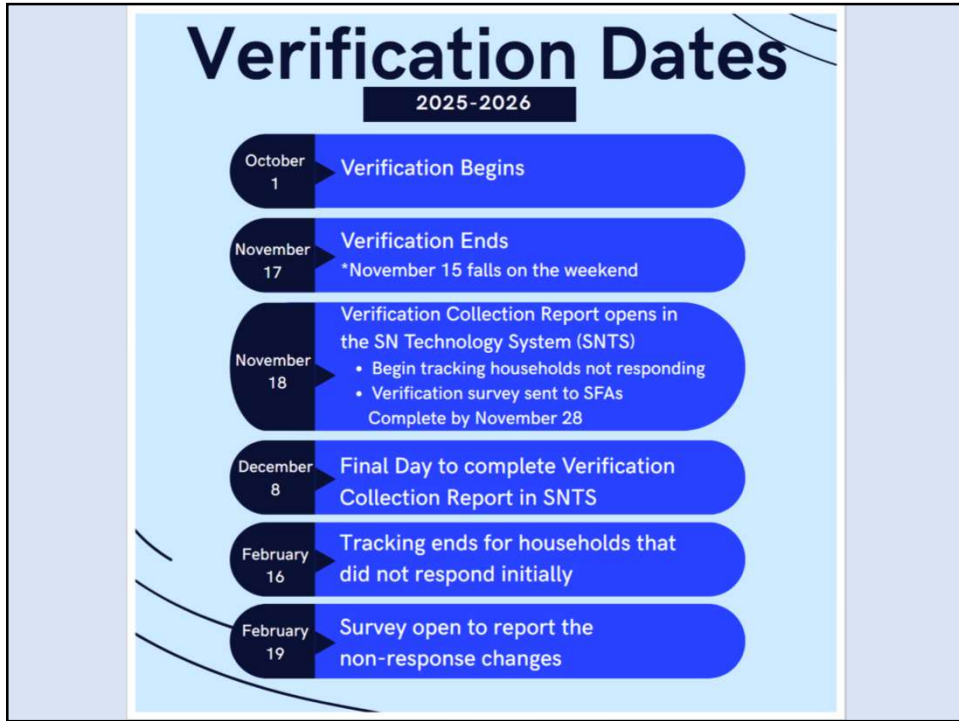 Verification Dates
2025-2026
October
1
Verification Begins
November
17
Verification Ends
*November 15 falls on the weekend
November
18
Verification Collection Report opens in
the SN Technology System (SNTS)
• Begin tracking households not responding
• Verification survey sent to SFAs
Complete by November 28
December
8
Final Day to complete Verification
Collection Report in SNTS
February
16
Tracking ends for households that
did not respond initially
February
19
Survey open to report the
non-response changes